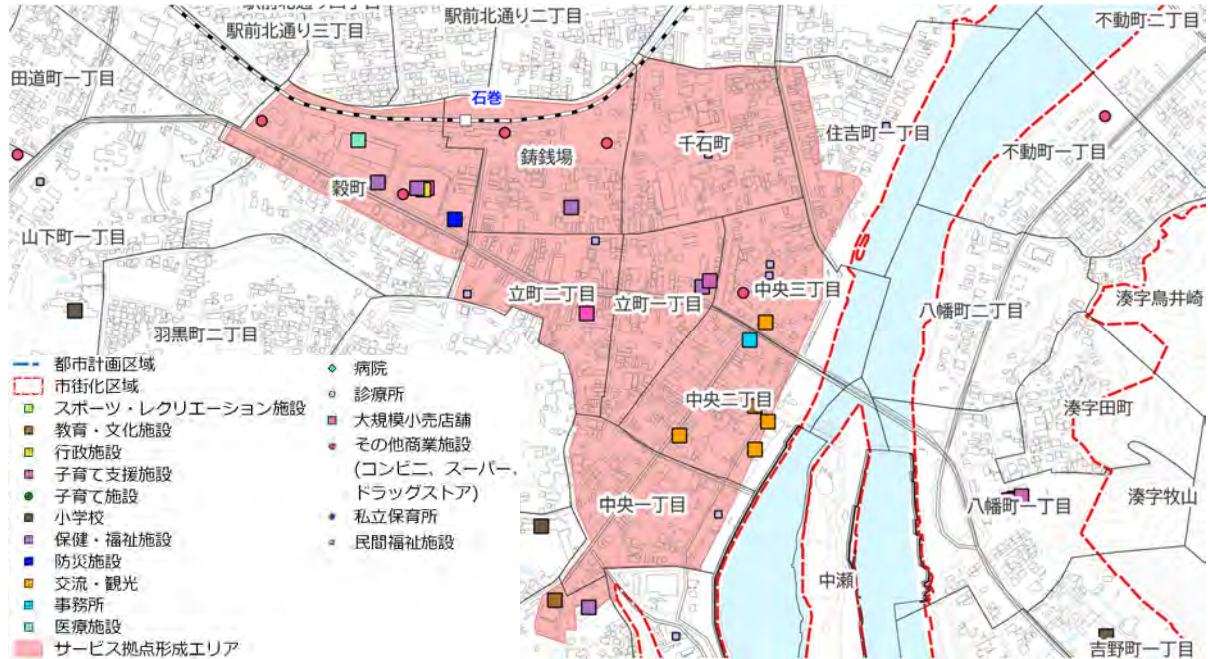 駅前北通り二丁目
駅前北通り三丁目
不動町二丁目
田道町一丁目
石巻
住吉町一丁目
千石町
鋳銭場
不動町一丁目
穀町
山下町一丁目
立町二丁目
立町一丁目
中央三丁目
湊字鳥井崎
八幡町二丁目
羽黒町二丁目
中央二丁目
湊字田町
中央一丁目
八幡町一丁目
湊字牧山
中瀬
吉野町一丁目
都市計画区域
市街化区域
スポーツ・レクリエーション施設
教育・文化施設
行政施設
子育て支援施設
子育て施設
小学校
保健・福祉施設
防災施設
交流・観光
事務所
医療施設
サービス拠点形成エリア
病院
診療所
大規模小売店舗
その他商業施設
(コンビニ、スーパー、
ドラッグストア)
私立保育所
民間福祉施設